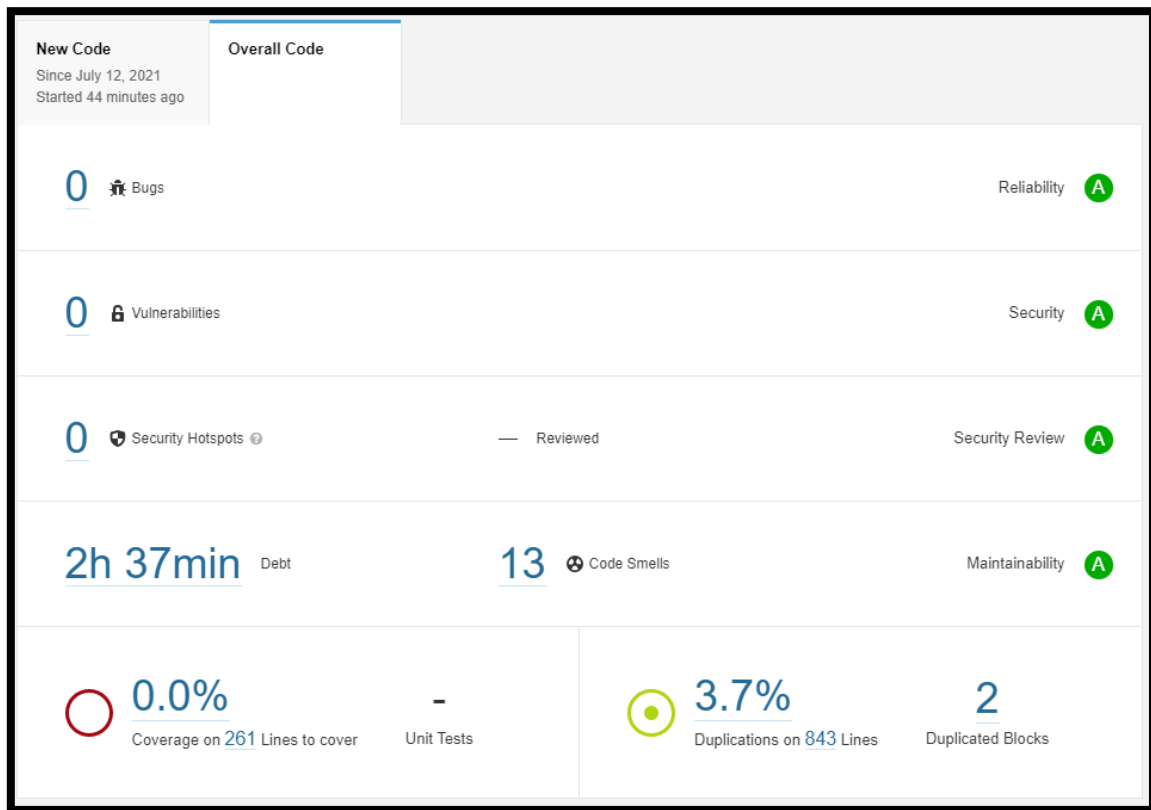 New Code
Since July 12, 2021
Started 44 minutes ago
Overall Code
0 Bugs
Reliability A
0 Vulnerabilities
Security A
0 Security Hotspots ?
— Reviewed
Security Review A
2h 37min Debt
13 Code Smells
Maintainability A
0.0%
Coverage on 261 Lines to cover
-
Unit Tests
3.7%
Duplications on 843 Lines
2
Duplicated Blocks